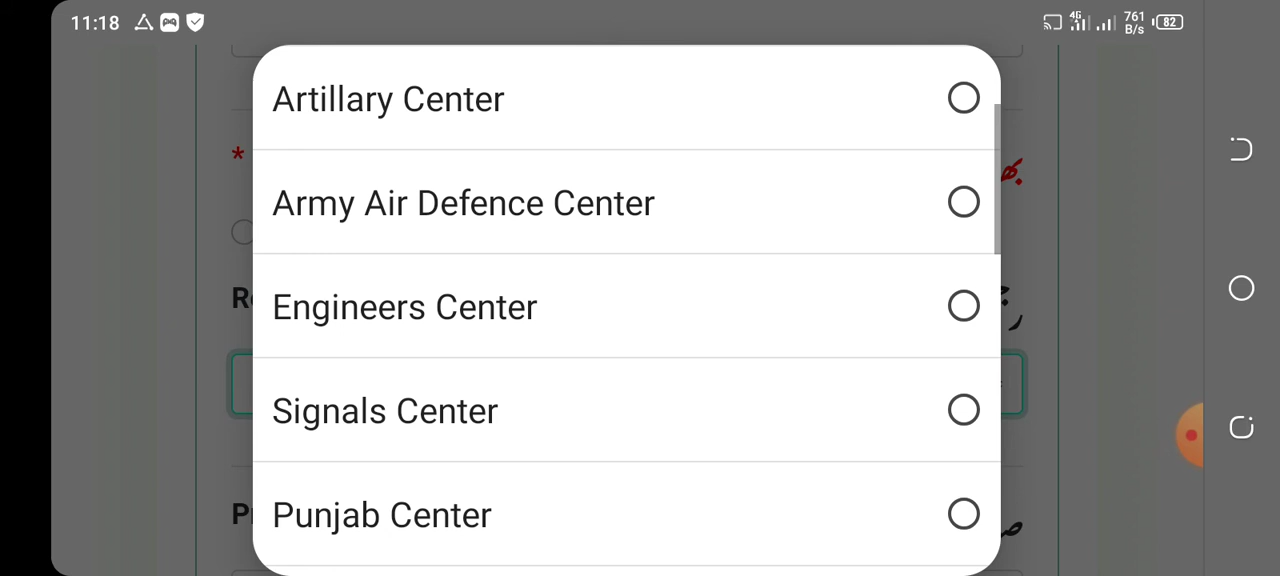 11:18
4G
761
B/s
82
Artillary Center
*
Army Air Defence Center
Engineers Center
Signals Center
Punjab Center